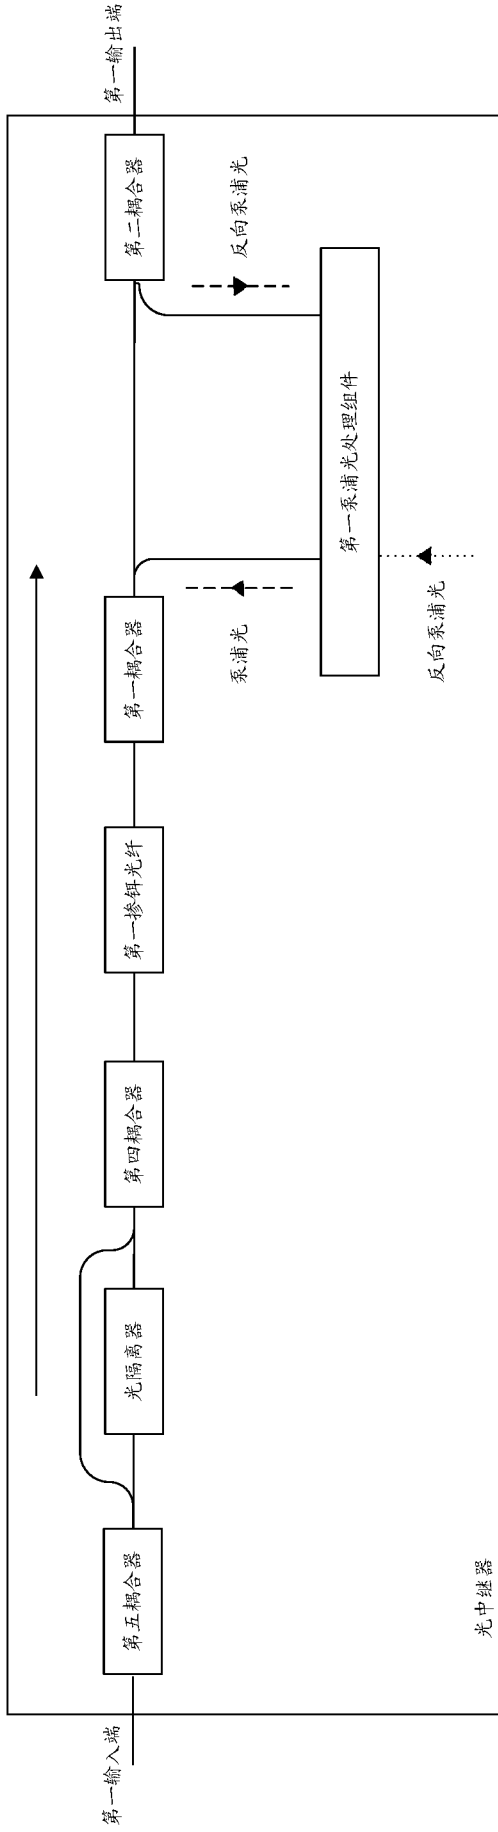 第一输入端
第五耦合器
光隔离器
第四耦合器
第一掺铒光纤
第一耦合器
第二耦合器
第一输出端
泵浦光
反向泵浦光
第一泵浦光处理组件
反向泵浦光
光中继器